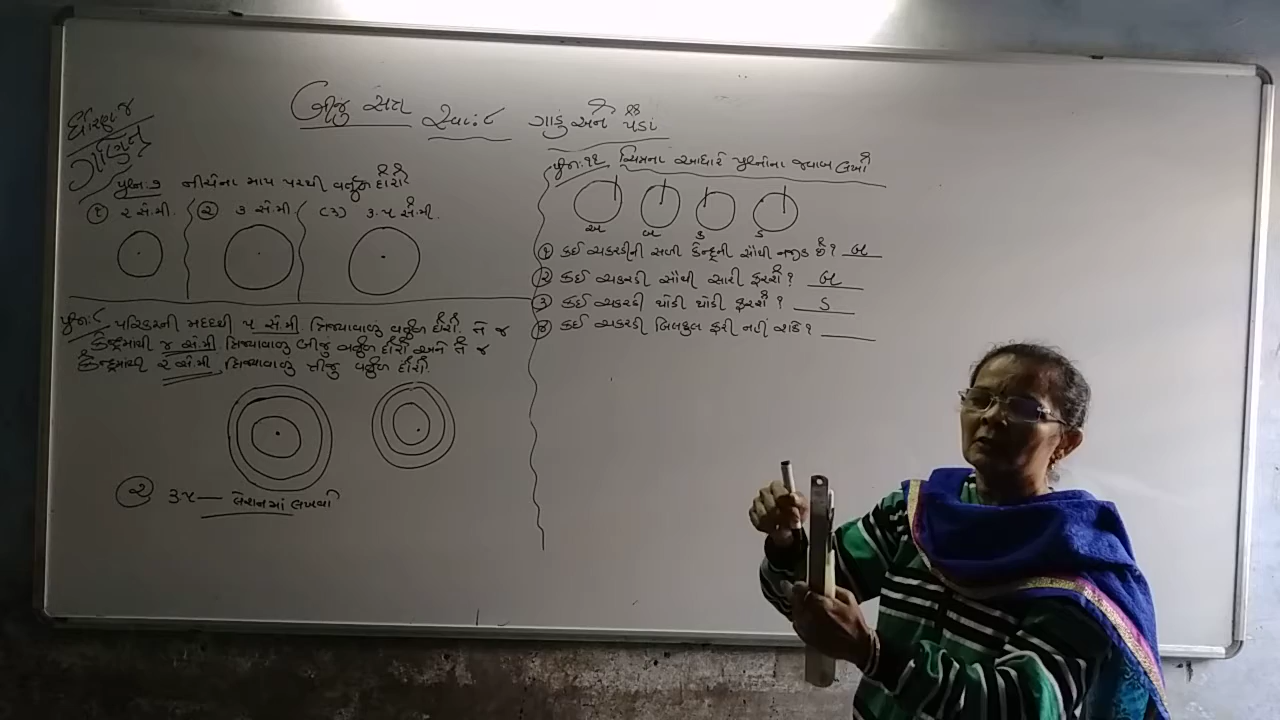 ધોરણ ૪
ગણિત
બીજું સત્ર સ્વા:૮ ગાડું અને પૈડાં
પ્રશ્ન:૭ નીચેના માપ પરથી વર્તુળ દોરો.
૧ ૨ સે.મી. ૨ ૩ સે.મી (૩) ૩.૫ સે.મી.
પ્રશ્ન:૮ પરિકરની મદદથી ૫ સે.મી ત્રિજ્યાવાળુ વર્તુળ દોરો. તે જ
કેન્દ્રમાંથી ૪ સે.મી ત્રિજ્યાવાળુ બીજુ વર્તુળ દોરો અને તે જ
કેન્દ્રમાંથી ૨ સે.મી ત્રિજ્યાવાળુ ત્રીજુ વર્તુળ દોરો.
૨ ૩૫ — લેશનમાં લખવી
પ્રશ્ન:૧૧ ચિત્રના આધારે પ્રશ્નોના જવાબ લખો
અ બ ક ડ
૧ કઈ ચકરડીની સળી કેન્દ્રની સૌથી નજીક છે? બ
૨ કઈ ચકરડી સૌથી સારી ફરશે? બ
૩ કઈ ચકરડી થોડી થોડી ફરશે? ડ
૪ કઈ ચકરડી બિલકુલ ફરી નહીં શકે?